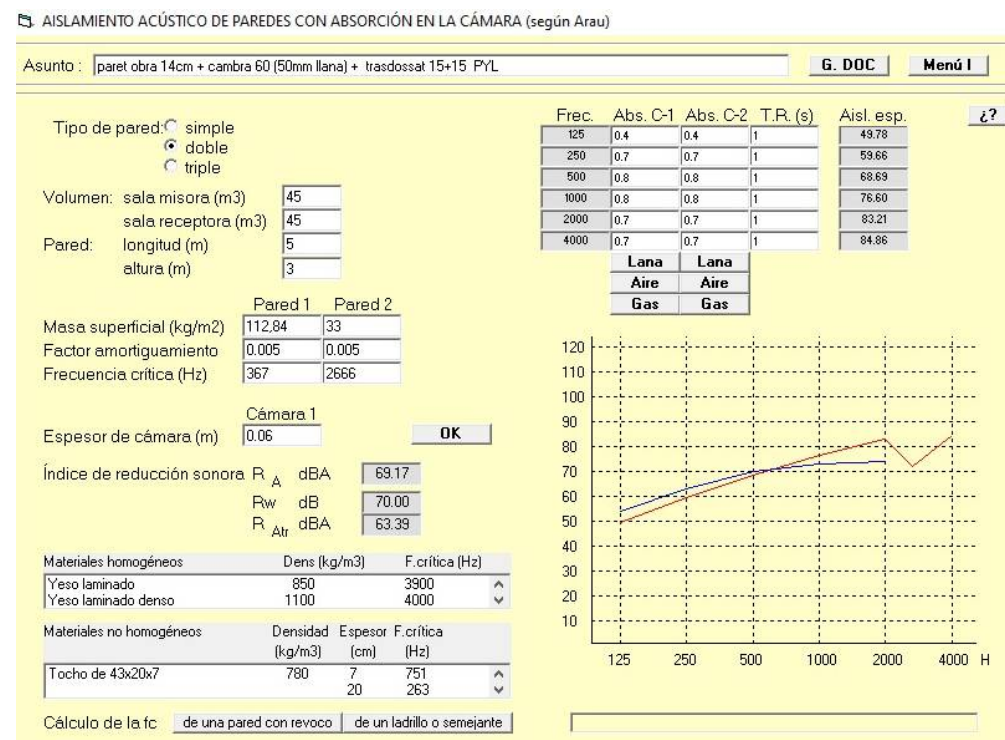 AISLAMIENTO ACÚSTICO DE PAREDES CON ABSORCIÓN EN LA CÁMARA (según Arau)
Asunto : paret obra 14cm + cambra 60 (50mm llana) + trasdossat 15+15 PYL G. DOC Menú I
Tipo de pared: simple
doble
triple
Volumen: sala misora (m3) 45
sala receptora (m3) 45
Pared: longitud (m) 5
altura (m) 3
Pared 1 Pared 2
Masa superficial (kg/m2) 112,84 33
Factor amortiguamiento 0.005 0.005
Frecuencia crítica (Hz) 367 2666
Cámara 1
Espesor de cámara (m) 0.06 OK
Índice de reducción sonora R A dBA 69.17
Rw dB 70.00
R Atr dBA 63.39
Materiales homogéneos Dens (kg/m3) F.crítica (Hz)
Yeso laminado 850 3900
Yeso laminado denso 1100 4000
Materiales no homogéneos Densidad Espesor F.crítica
(kg/m3) (cm) (Hz)
Tocho de 43x20x7 780 7 751
20 263
Cálculo de la fc de una pared con revoco de un ladrillo o semejante
Frec. Abs. C-1 Abs. C-2 T.R. (s) Aisl. esp. ¿?
125 0.4 0.4 1 49.78
250 0.7 0.7 1 59.66
500 0.8 0.8 1 68.69
1000 0.8 0.8 1 76.60
2000 0.7 0.7 1 83.21
4000 0.7 0.7 1 84.86
Lana Lana
Aire Aire
Gas Gas
120
110
100
90
80
70
60
50
40
30
20
10
125 250 500 1000 2000 4000 H